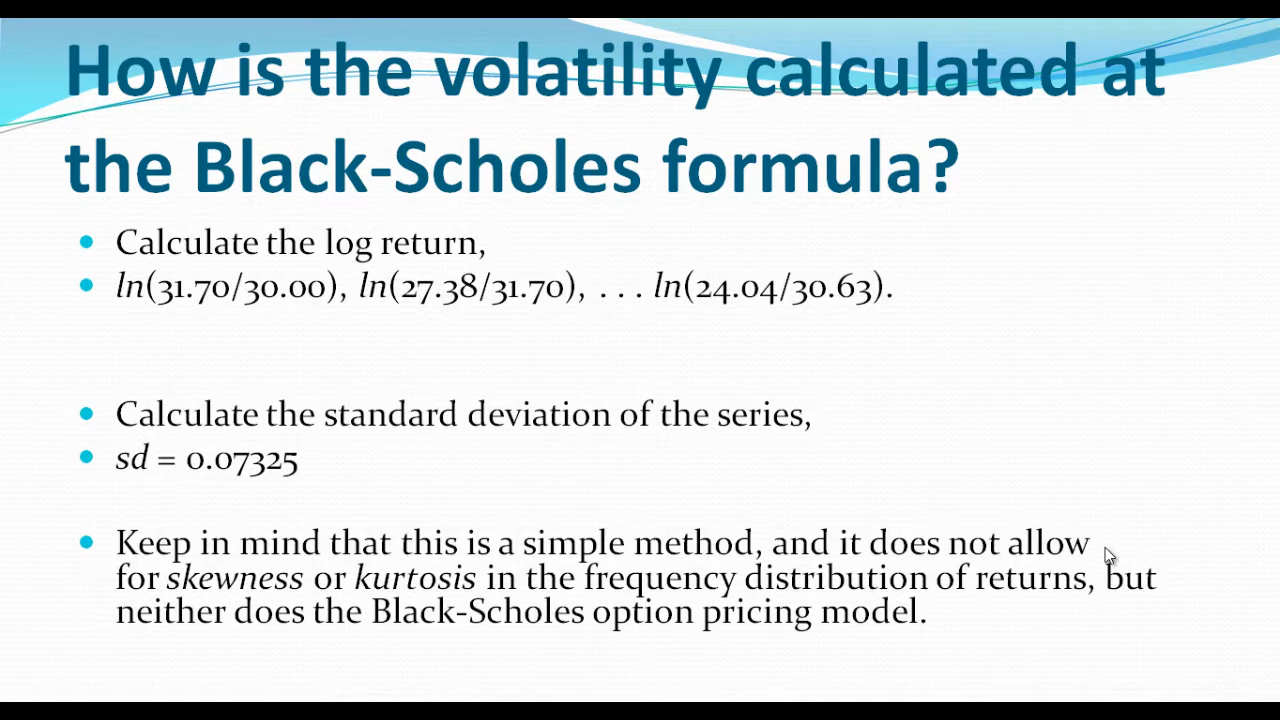 How is the volatility calculated at
the Black-Scholes formula?
• Calculate the log return,
• ln(31.70/30.00), ln(27.38/31.70), . . . ln(24.04/30.63).
• Calculate the standard deviation of the series,
• sd = 0.07325
• Keep in mind that this is a simple method, and it does not allow
for skewness or kurtosis in the frequency distribution of returns, but
neither does the Black-Scholes option pricing model.